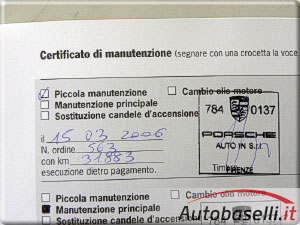 Certificato di manutenzione (segnare con una crocetta la voce
Piccola manutenzione Cambio olio motore
Manutenzione principale
Sostituzione candele d'accensione
784 0137
il 15 03 2006
PORSCHE
N. ordine 563
AUTO IN S.r.l.
con km 31883
esecuzione dietro pagamento.
Timb
FIRENZE
Piccola manutenzione Cambio olio motore
Manutenzione principale
Sostituzione candele d'accens
Autobaselli.it